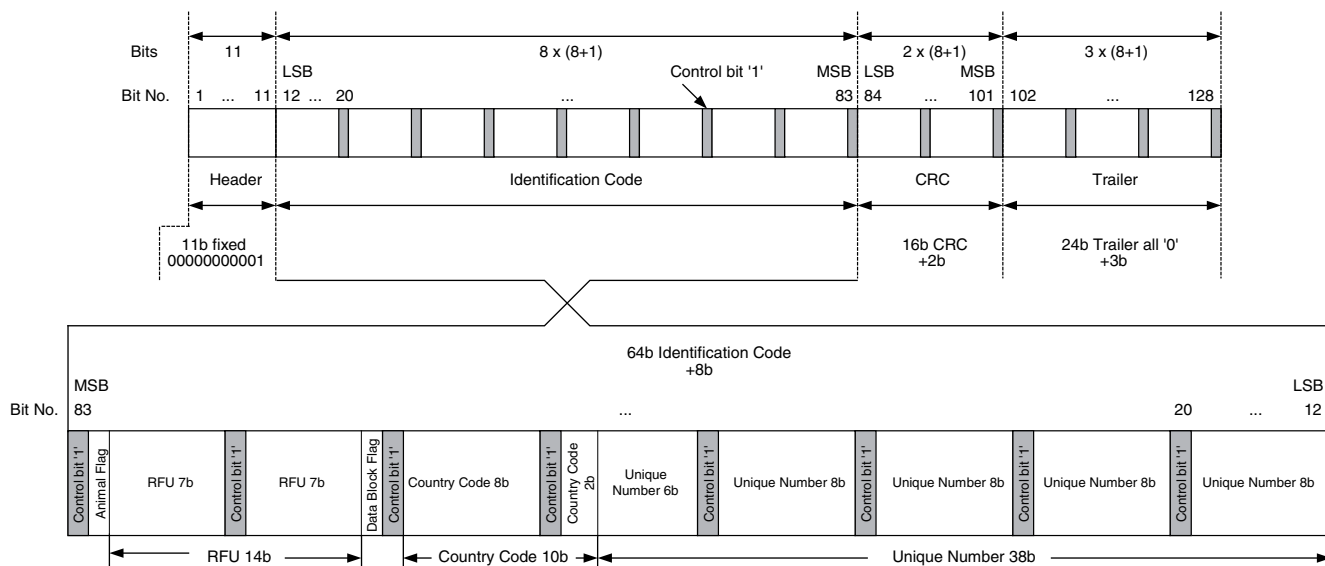 Bits 11 8 x (8+1) 2 x (8+1) 3 x (8+1)
LSB Control bit '1' MSB LSB MSB
Bit No. 1 ... 11 12 ... 20 ... 83 84 ... 101 102 ... 128
Header Identification Code CRC Trailer
11b fixed
00000000001
16b CRC
+2b
24b Trailer all '0'
+3b
64b Identification Code
+8b
MSB LSB
Bit No. 83 ... 20 ... 12
Control bit '1'
Animal Flag
RFU 7b
Control bit '1'
RFU 7b
Data Block Flag
Control bit '1'
Country Code 8b
Control bit '1'
Country Code
2b
Unique
Number 6b
Control bit '1'
Unique Number 8b
Control bit '1'
Unique Number 8b
Control bit '1'
Unique Number 8b
Control bit '1'
Unique Number 8b
RFU 14b Country Code 10b Unique Number 38b